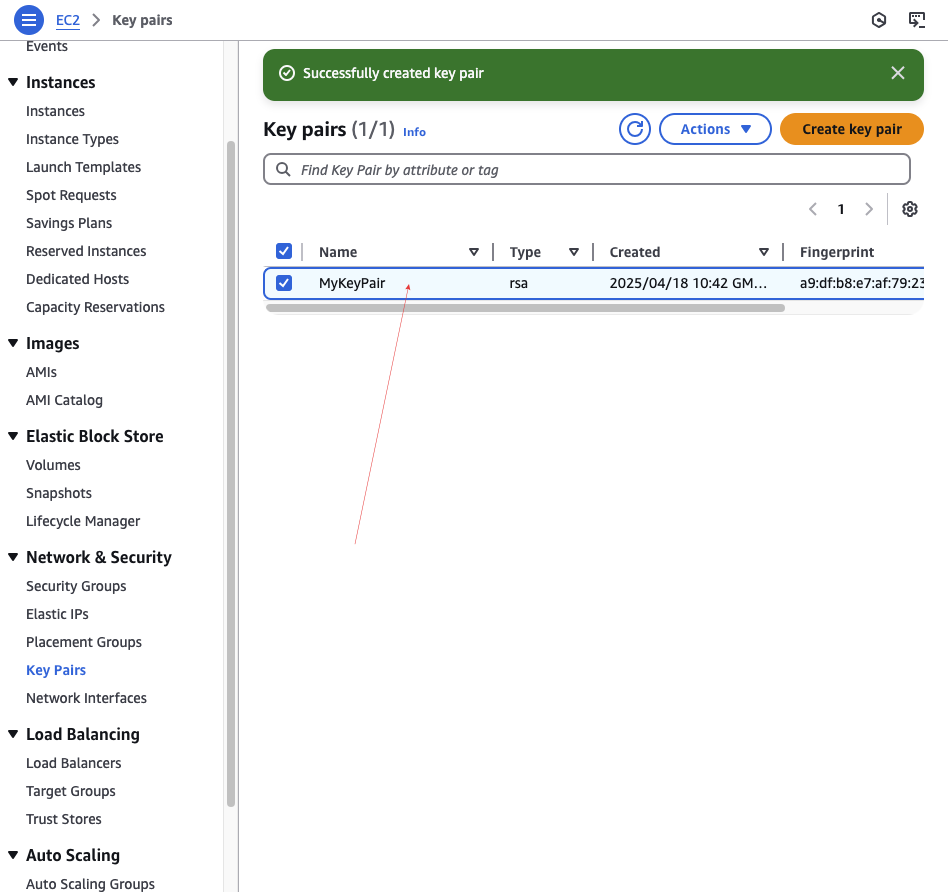 EC2 > Key pairs
Events
Instances
Instances
Instance Types
Launch Templates
Spot Requests
Savings Plans
Reserved Instances
Dedicated Hosts
Capacity Reservations
Images
AMIs
AMI Catalog
Elastic Block Store
Volumes
Snapshots
Lifecycle Manager
Network & Security
Security Groups
Elastic IPs
Placement Groups
Key Pairs
Network Interfaces
Load Balancing
Load Balancers
Target Groups
Trust Stores
Auto Scaling
Auto Scaling Groups
Successfully created key pair
Key pairs (1/1) Info Actions Create key pair
Find Key Pair by attribute or tag
1
Name Type Created Fingerprint
MyKeyPair rsa 2025/04/18 10:42 GM... a9:df:b8:e7:af:79:23